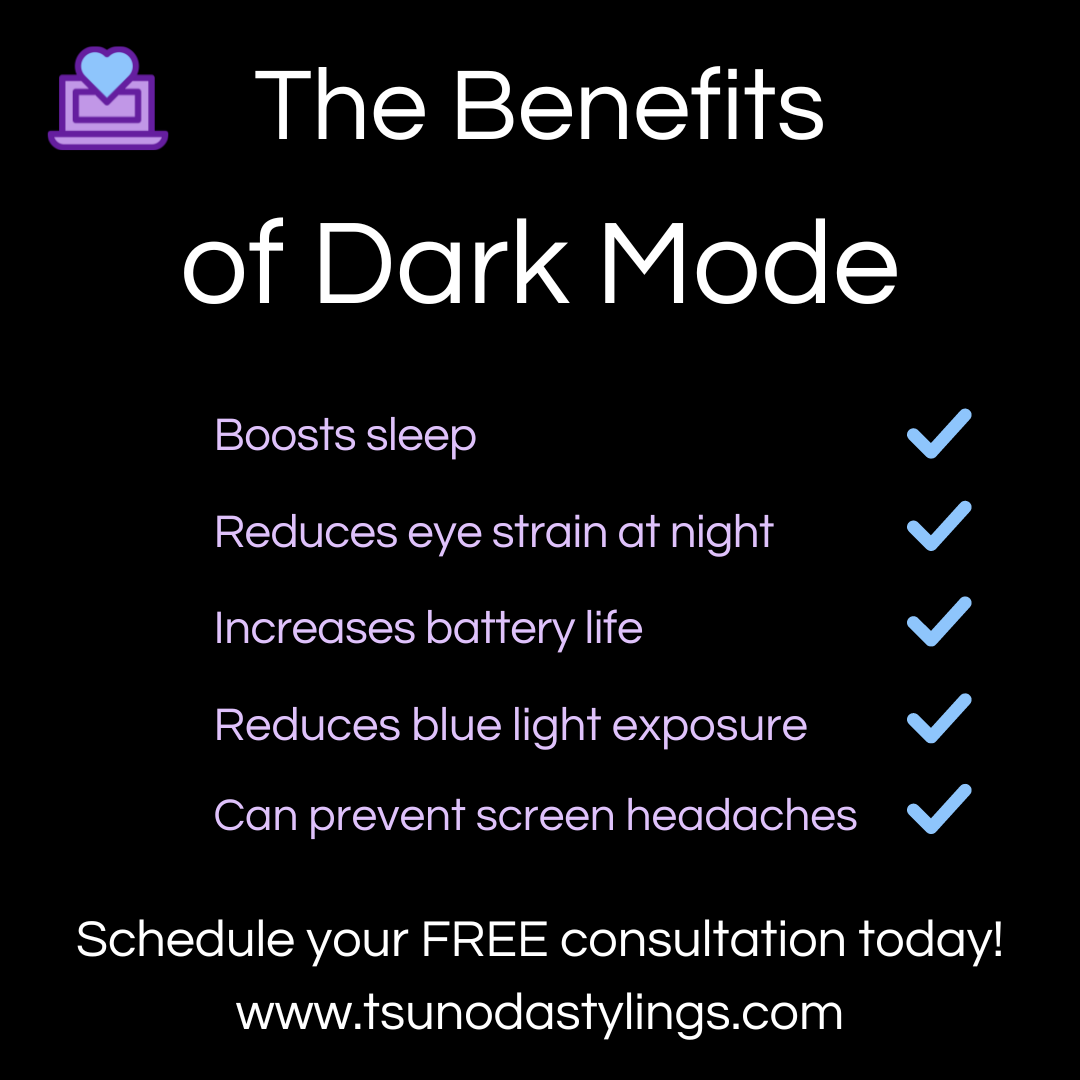 The Benefits
of Dark Mode
Boosts sleep
Reduces eye strain at night
Increases battery life
Reduces blue light exposure
Can prevent screen headaches
Schedule your FREE consultation today!
www.tsunodastylings.com